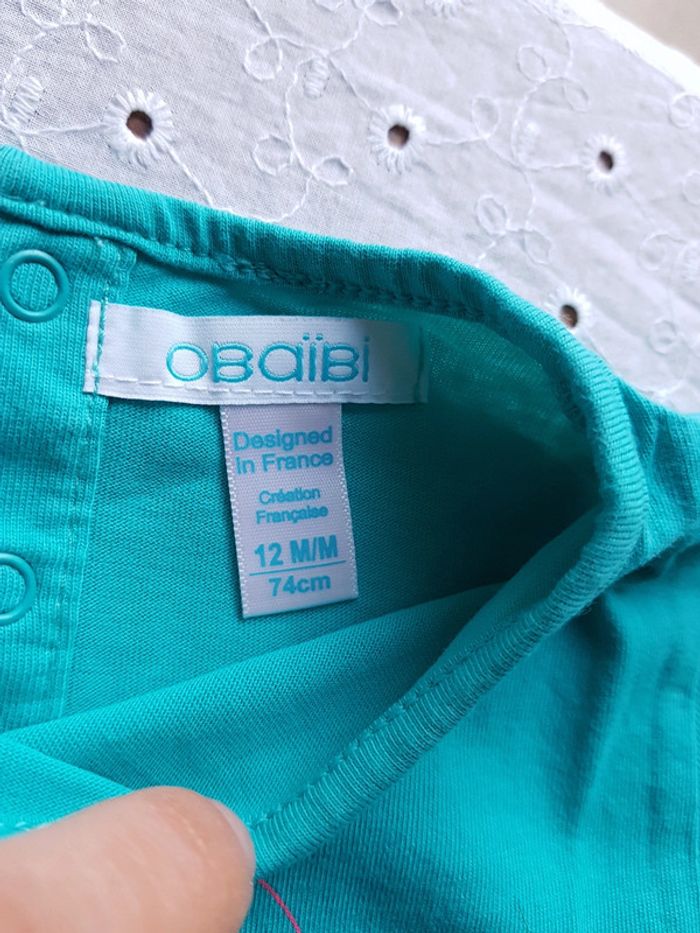 OBAÏBI
Designed
in France
Création
Française
12 M/M
74cm